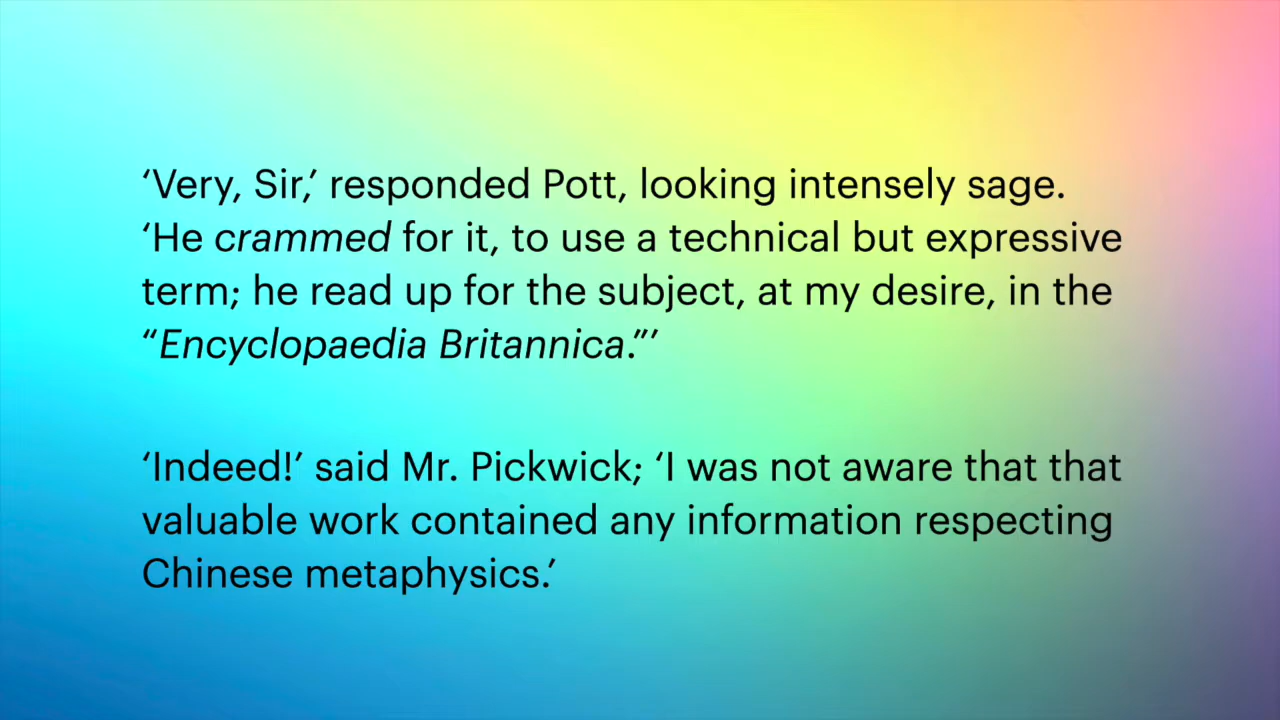 ‘Very, Sir,’ responded Pott, looking intensely sage.
‘He crammed for it, to use a technical but expressive
term; he read up for the subject, at my desire, in the
“Encyclopaedia Britannica.”’
‘Indeed!’ said Mr. Pickwick; ‘I was not aware that that
valuable work contained any information respecting
Chinese metaphysics.’